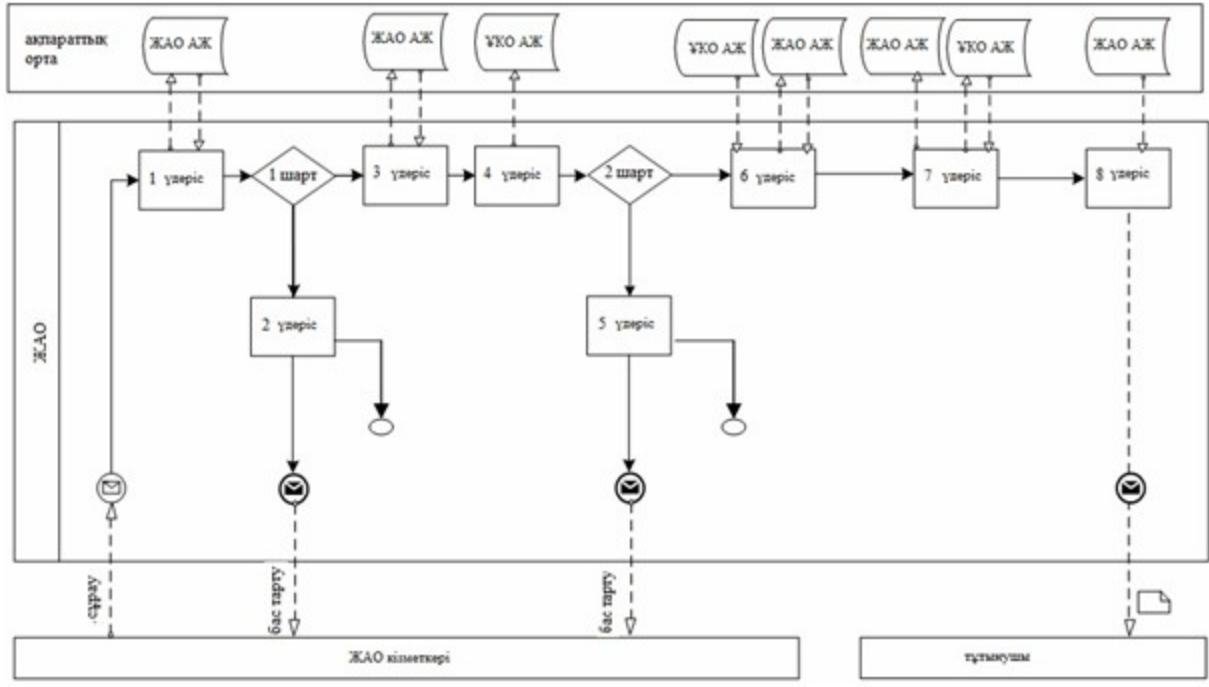 ақпараттық
орта
ЖАО АЖ
ЖАО АЖ
ҰКО АЖ
ҰКО АЖ
ЖАО АЖ
ЖАО АЖ
ҰКО АЖ
ЖАО АЖ
1 үдеріс
1 шарт
3 үдеріс
4 үдеріс
2 шарт
6 үдеріс
7 үдеріс
8 үдеріс
2 үдеріс
5 үдеріс
ЖАО
сұрау
бас тарту
бас тарту
ЖАО кізметкері
тұтынушы